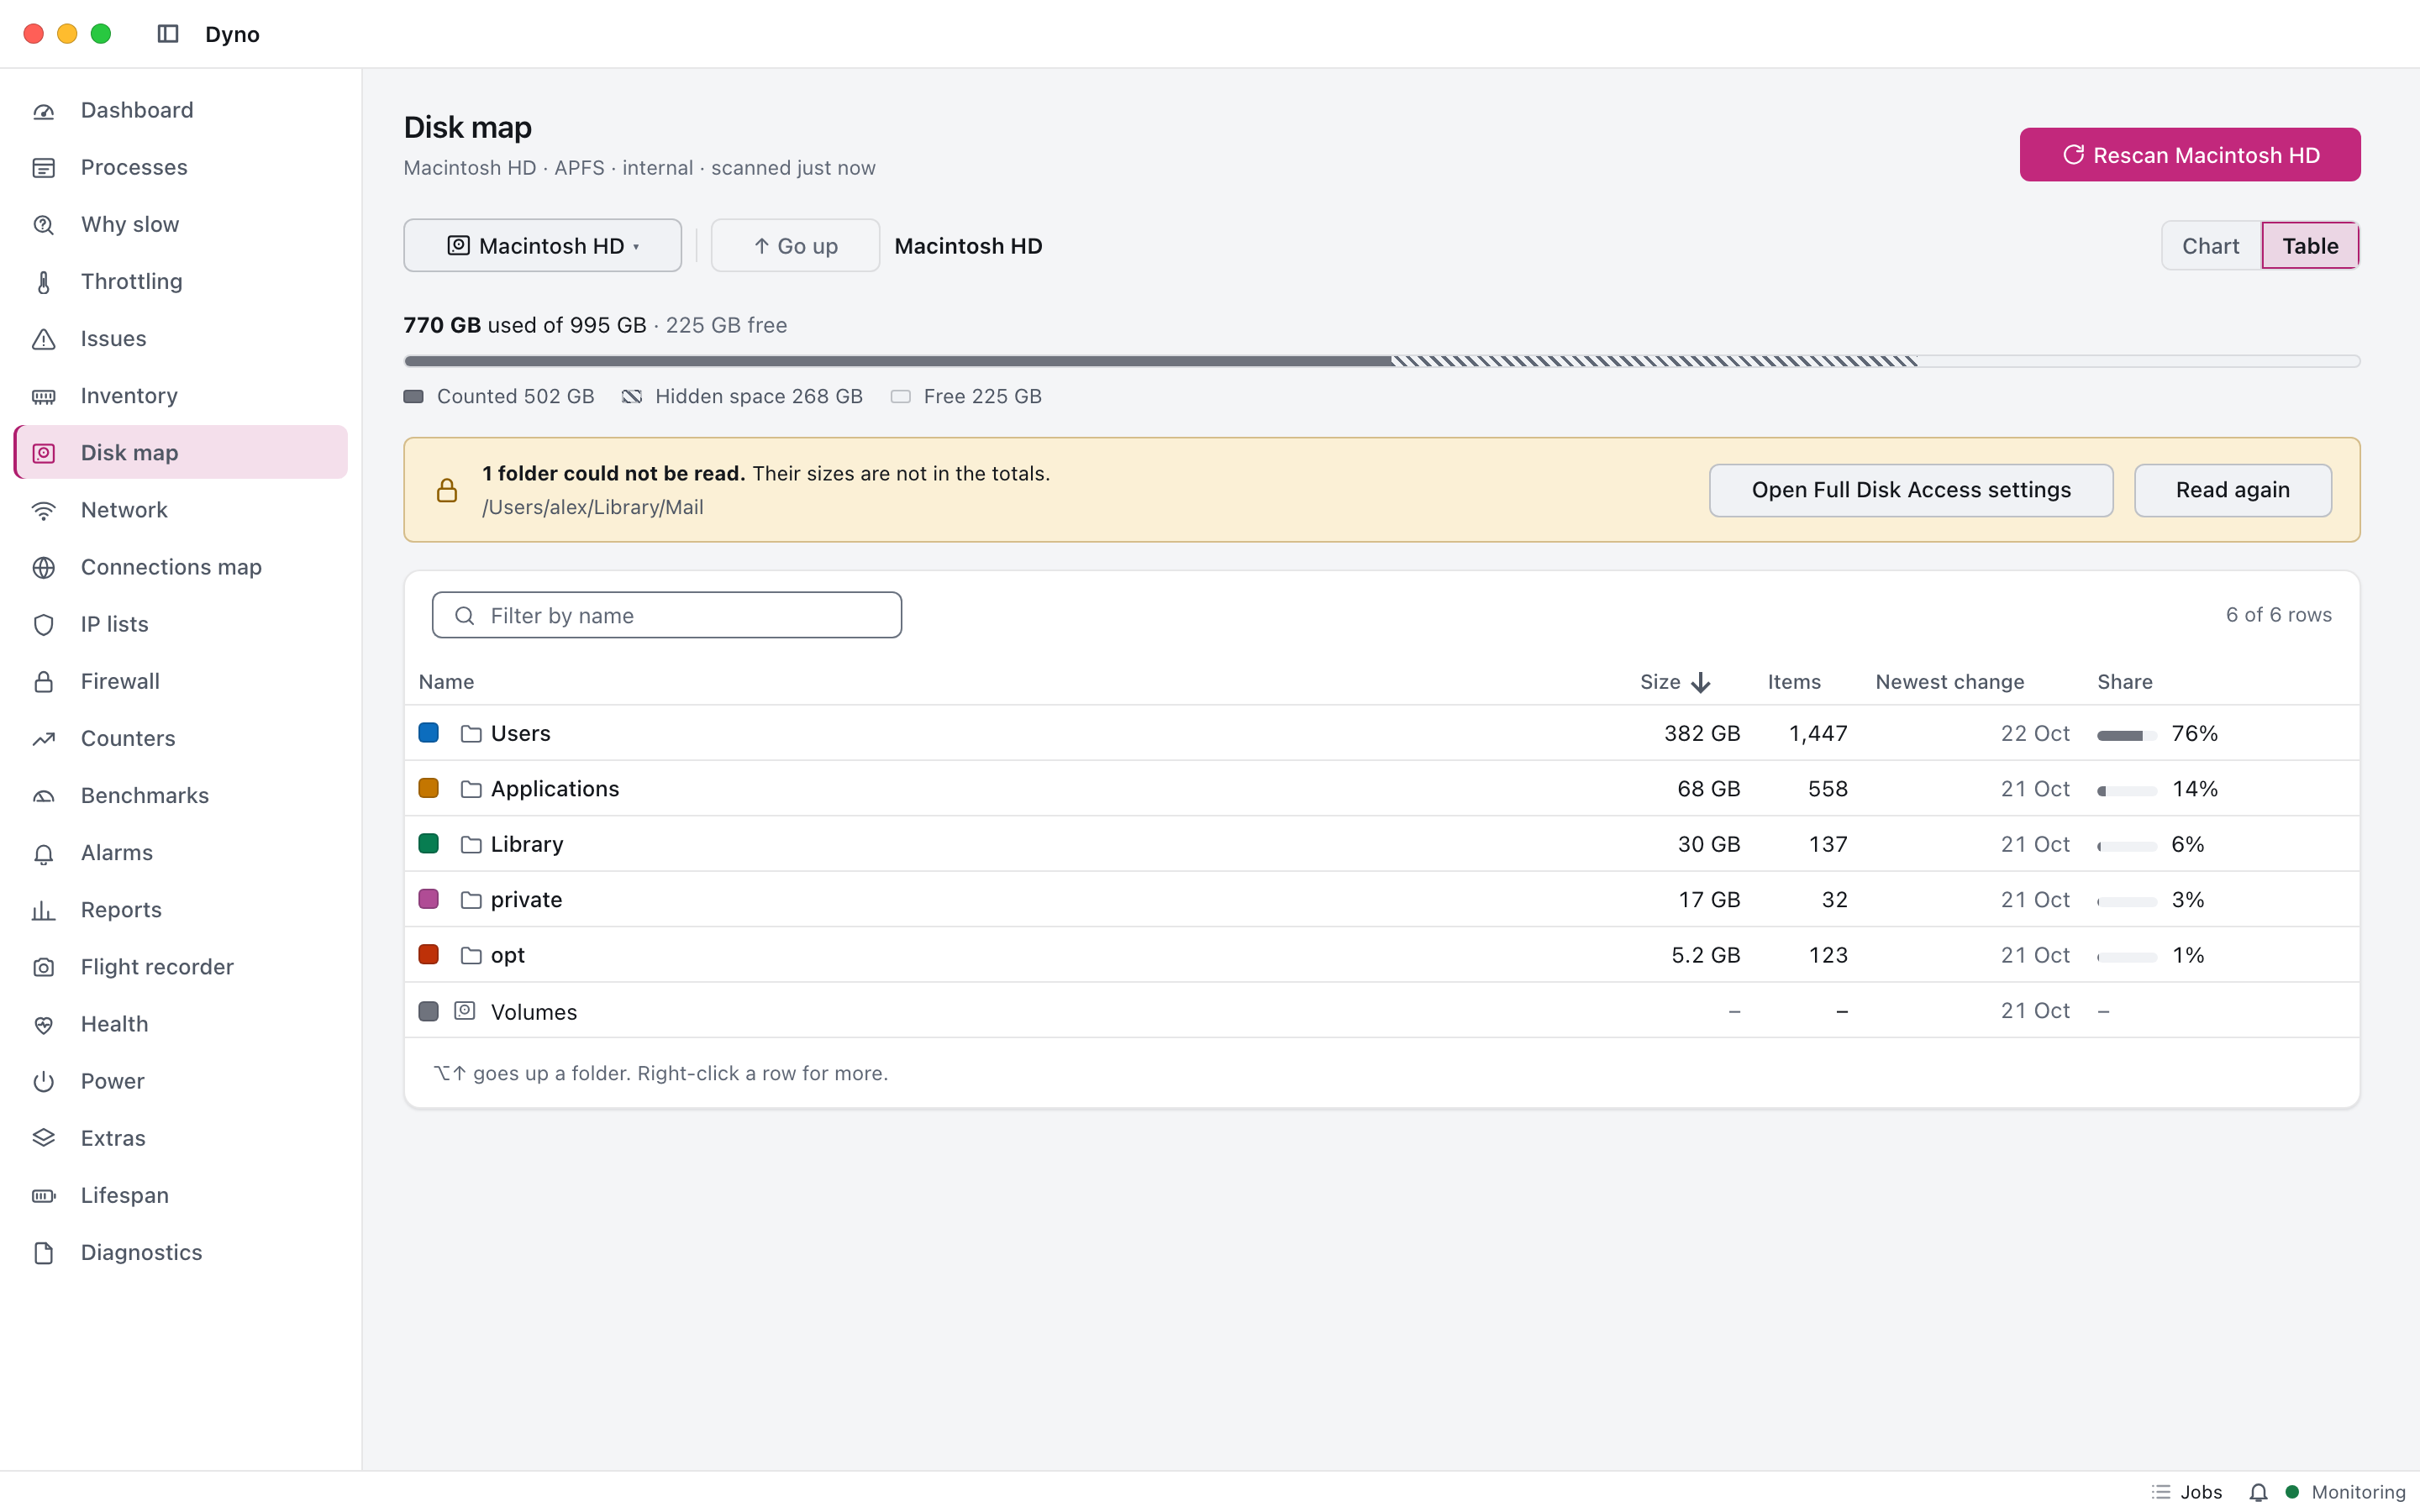 Dyno
Dashboard
Processes
Why slow
Throttling
Issues
Inventory
Disk map
Network
Connections map
IP lists
Firewall
Counters
Benchmarks
Alarms
Reports
Flight recorder
Health
Power
Extras
Lifespan
Diagnostics
Disk map
Macintosh HD · APFS · internal · scanned just now
Rescan Macintosh HD
Macintosh HD ▾
↑ Go up
Macintosh HD
Chart
Table
770 GB used of 995 GB · 225 GB free
Counted 502 GB
Hidden space 268 GB
Free 225 GB
1 folder could not be read. Their sizes are not in the totals.
/Users/alex/Library/Mail
Open Full Disk Access settings
Read again
Filter by name
6 of 6 rows
Name Size ↓ Items Newest change Share
Users 382 GB 1,447 22 Oct 76%
Applications 68 GB 558 21 Oct 14%
Library 30 GB 137 21 Oct 6%
private 17 GB 32 21 Oct 3%
opt 5.2 GB 123 21 Oct 1%
Volumes – – 21 Oct –
⌥↑ goes up a folder. Right-click a row for more.
Jobs
Monitoring